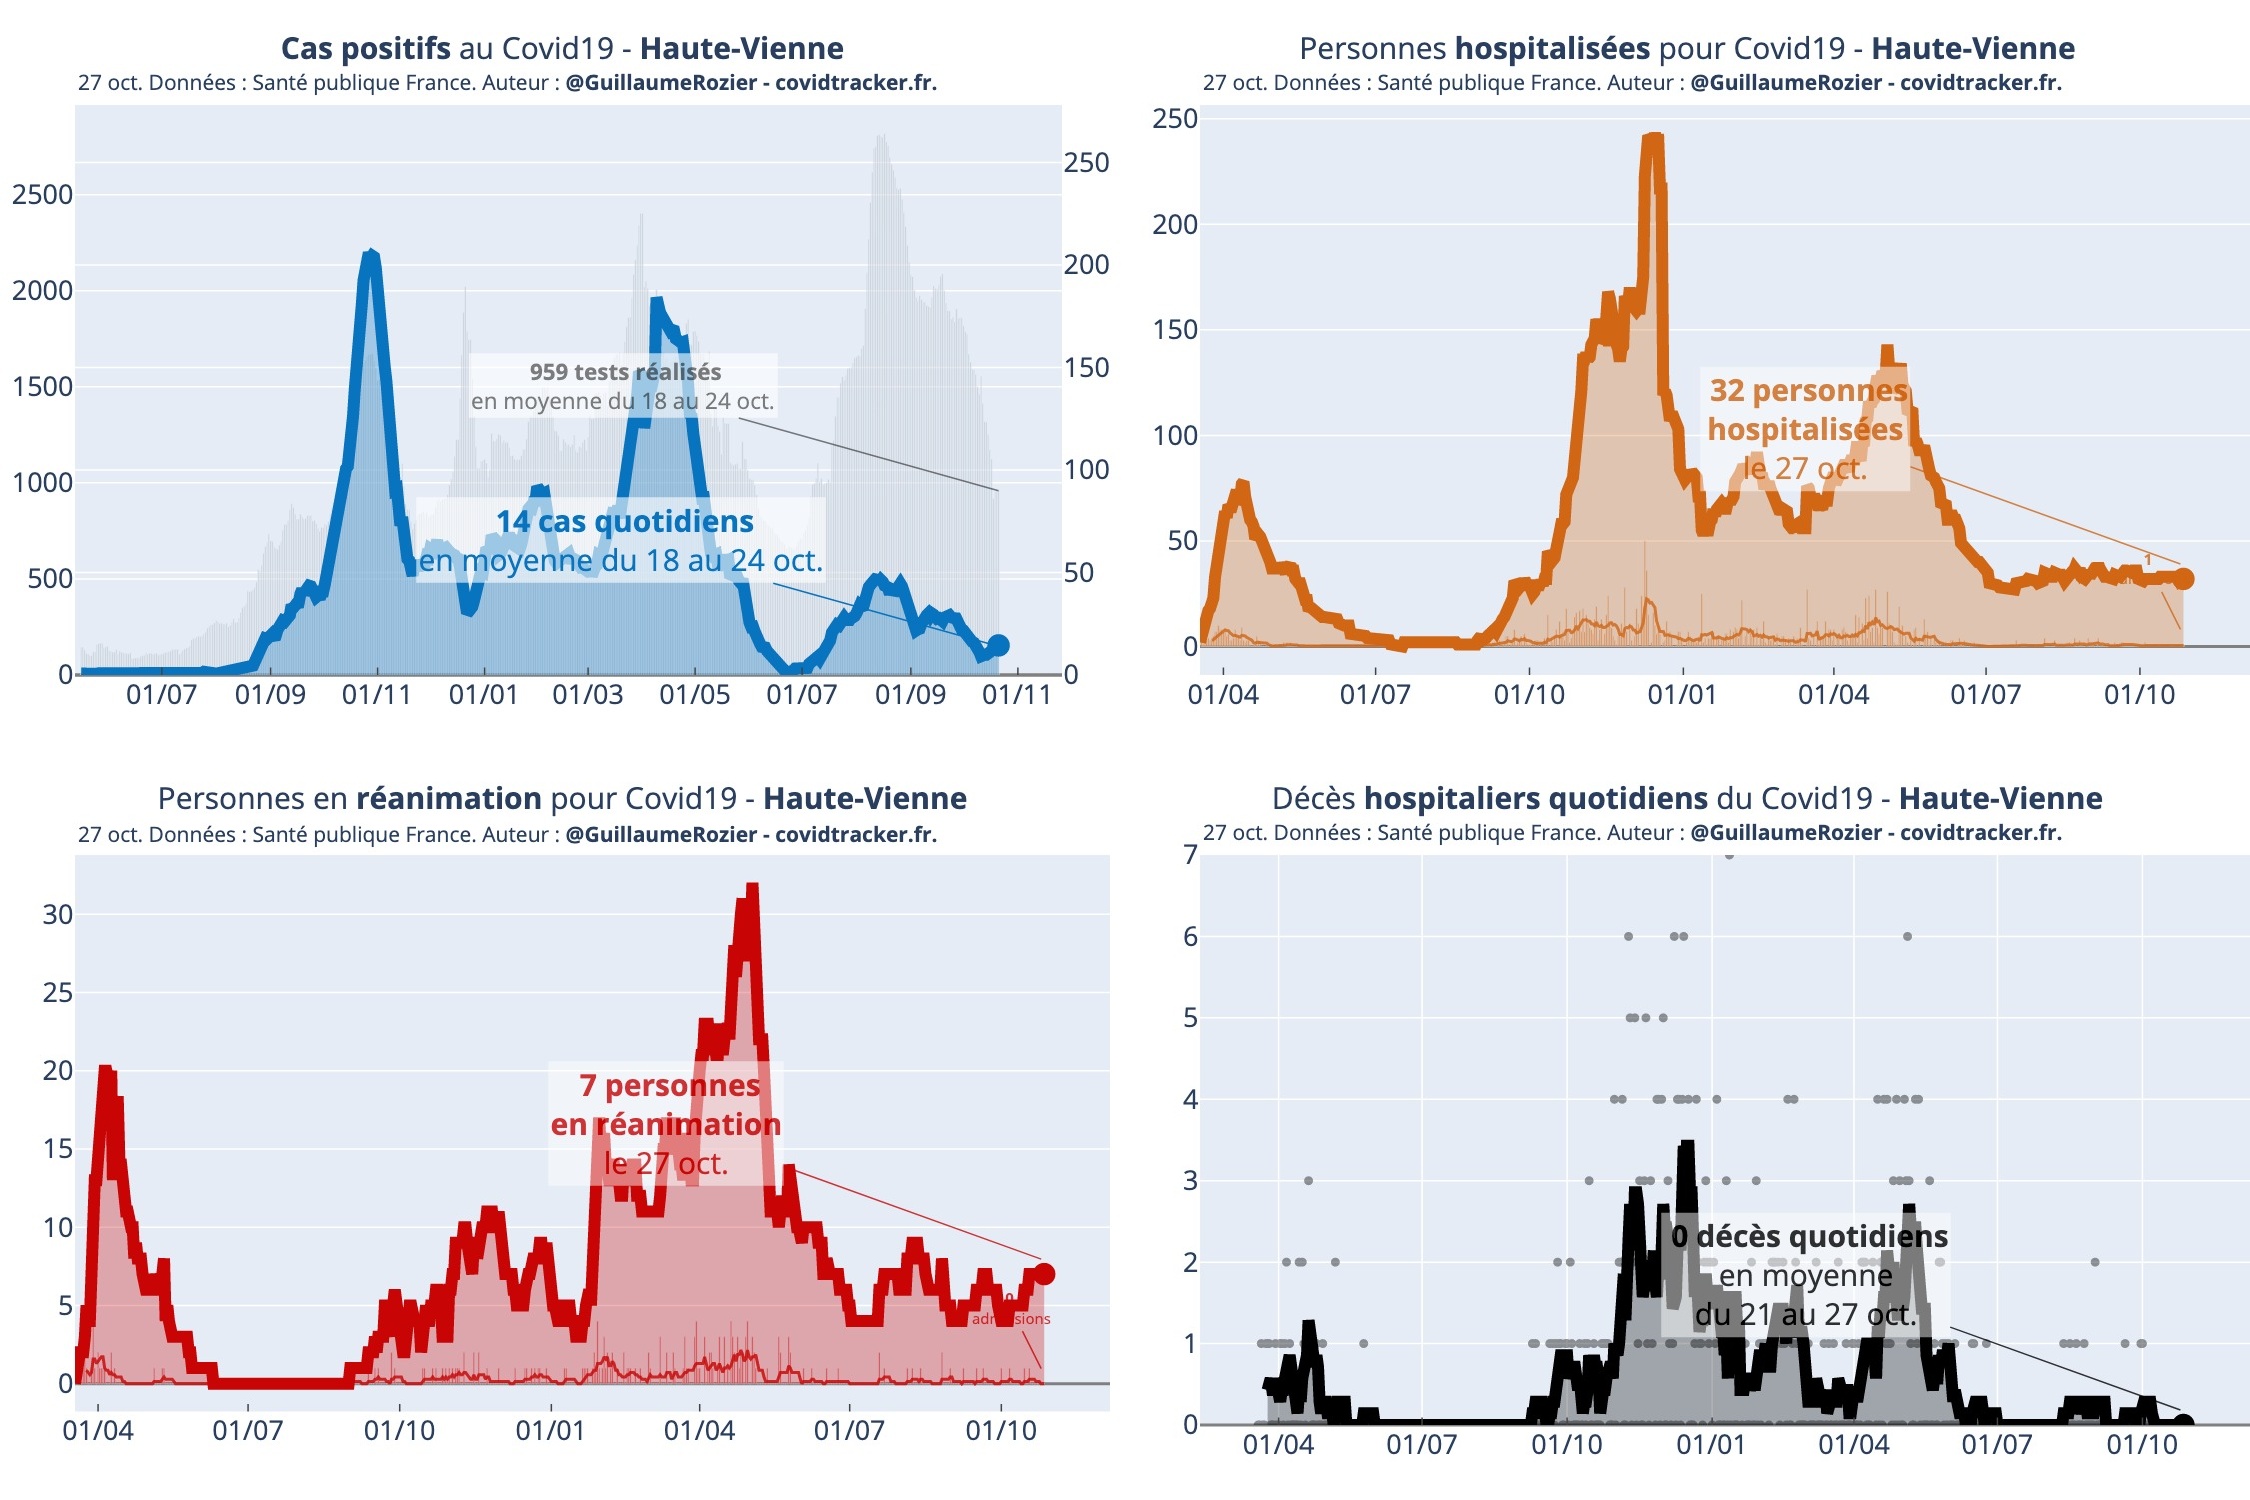 Cas positifs au Covid19 - Haute-Vienne
27 oct. Données : Santé publique France. Auteur : @GuillaumeRozier - covidtracker.fr.
2500
2000
1500
1000
500
0
250
200
150
100
50
0
959 tests réalisés
en moyenne du 18 au 24 oct.
14 cas quotidiens
en moyenne du 18 au 24 oct.
01/07 01/09 01/11 01/01 01/03 01/05 01/07 01/09 01/11
Personnes hospitalisées pour Covid19 - Haute-Vienne
27 oct. Données : Santé publique France. Auteur : @GuillaumeRozier - covidtracker.fr.
250
200
150
100
50
0
32 personnes
hospitalisées
le 27 oct.
1
01/04 01/07 01/10 01/01 01/04 01/07 01/10
Personnes en réanimation pour Covid19 - Haute-Vienne
27 oct. Données : Santé publique France. Auteur : @GuillaumeRozier - covidtracker.fr.
30
25
20
15
10
5
0
7 personnes
en réanimation
le 27 oct.
0
admissions
01/04 01/07 01/10 01/01 01/04 01/07 01/10
Décès hospitaliers quotidiens du Covid19 - Haute-Vienne
27 oct. Données : Santé publique France. Auteur : @GuillaumeRozier - covidtracker.fr.
7
6
5
4
3
2
1
0
0 décès quotidiens
en moyenne
du 21 au 27 oct.
01/04 01/07 01/10 01/01 01/04 01/07 01/10